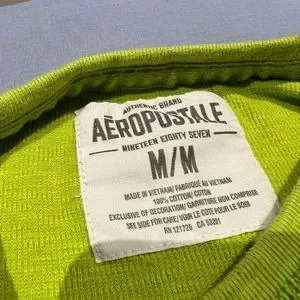 AUTHENTIC BRAND
AÉROPOSTALE
NINETEEN EIGHTY SEVEN
M/M
MADE IN VIETNAM/FABRIQUÉ AU VIETNAM
100% COTTON/COTON
EXCLUSIVE OF DECORATION/GARNITURE NON COMPRISE
SEE SIDE FOR CARE/VOIR LE COTÉ POUR LE SOIN
RN 121726 CA 53291